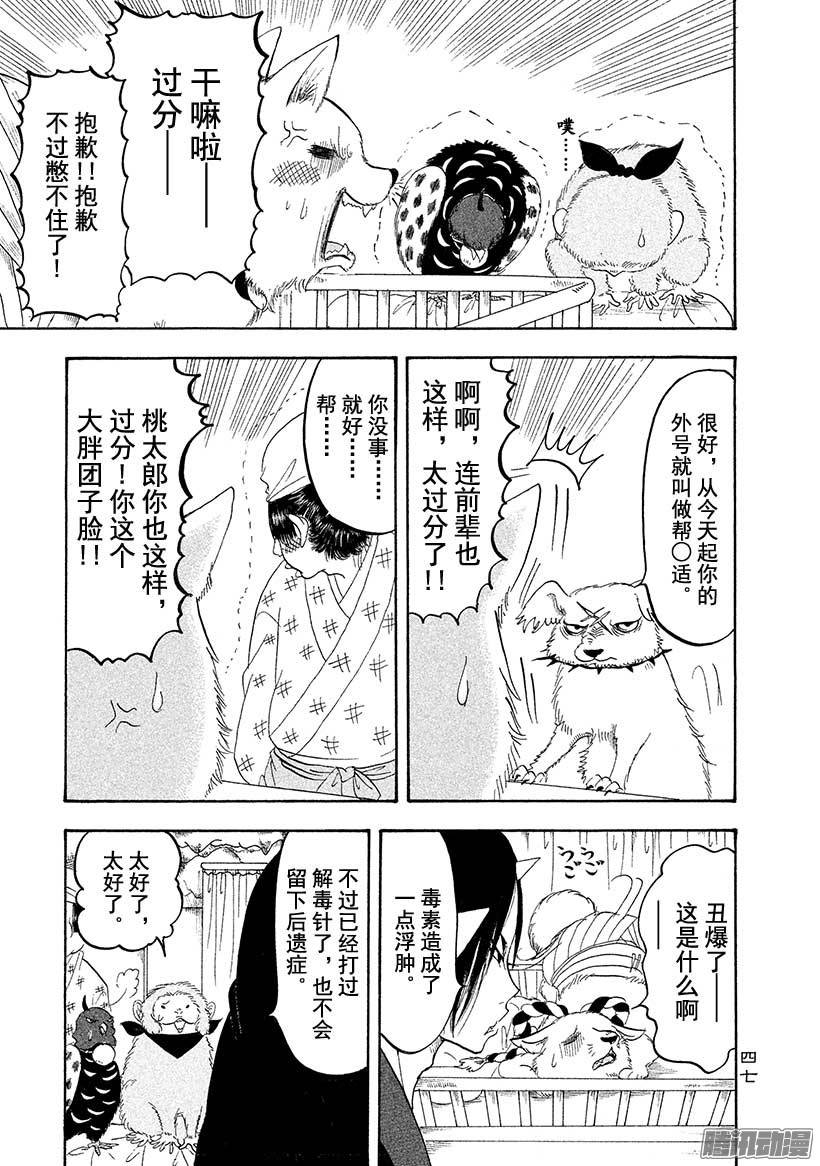 噗……
干嘛啦——
过分——
抱歉!!抱歉
不过憋不住了!
很好,从今天起你的
外号就叫做帮○适。
啊啊,连前辈也
这样,太过分了!!
你没事……
就好……
帮……
桃太郎你也这样,
过分!你这个
大胖团子脸!!
丑爆了——
这是什么啊
——
うごうご
毒素造成了
一点浮肿。
不过已经打过
解毒针了,也不会
留下后遗症。
太好了,
太好了。
四七
腾讯动漫